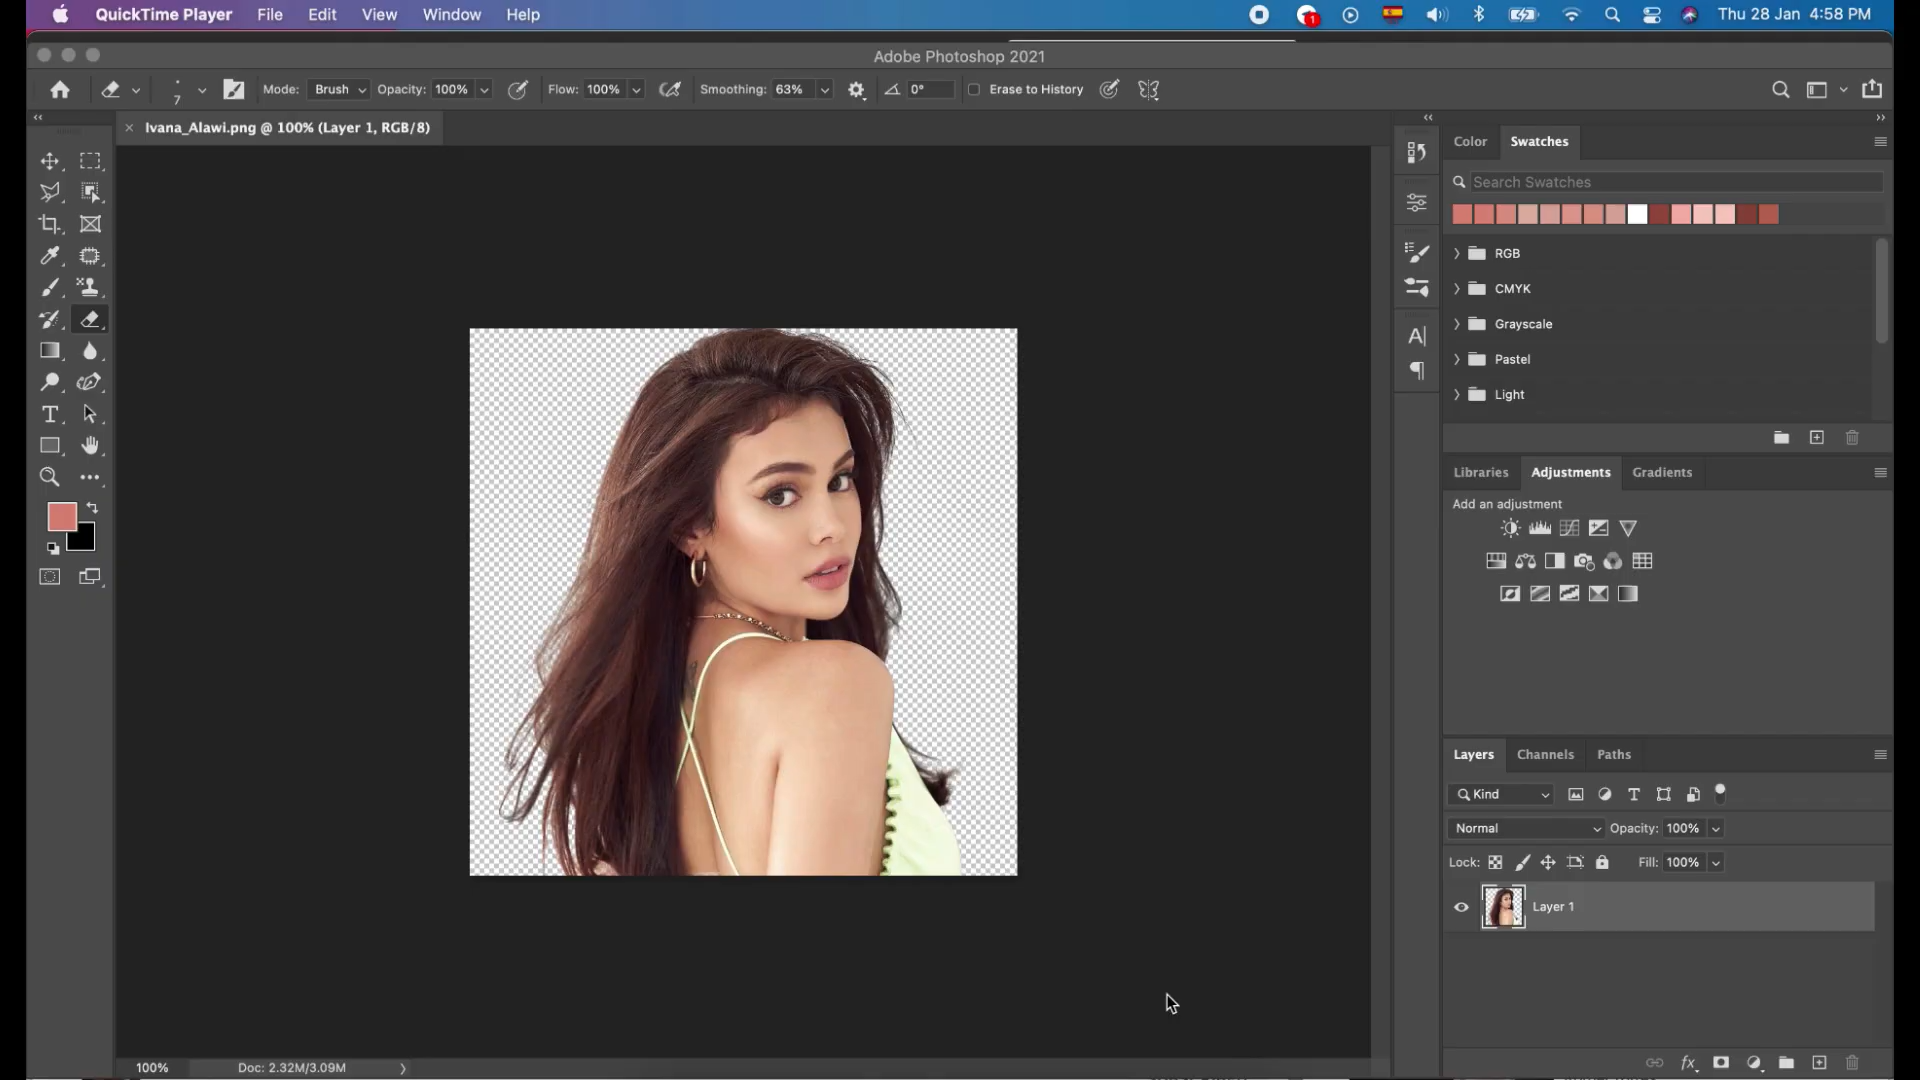 QuickTime Player File Edit View Window Help 1 Thu 28 Jan 4:58 PM
Adobe Photoshop 2021
7 Mode: Brush Opacity: 100% Flow: 100% Smoothing: 63% 0° Erase to History
Ivana_Alawi.png @ 100% (Layer 1, RGB/8)
Color Swatches
Search Swatches
RGB
CMYK
Grayscale
Pastel
Light
Libraries Adjustments Gradients
Add an adjustment
Layers Channels Paths
Kind
Normal Opacity: 100%
Lock: Fill: 100%
Layer 1
100% Doc: 2.32M/3.09M